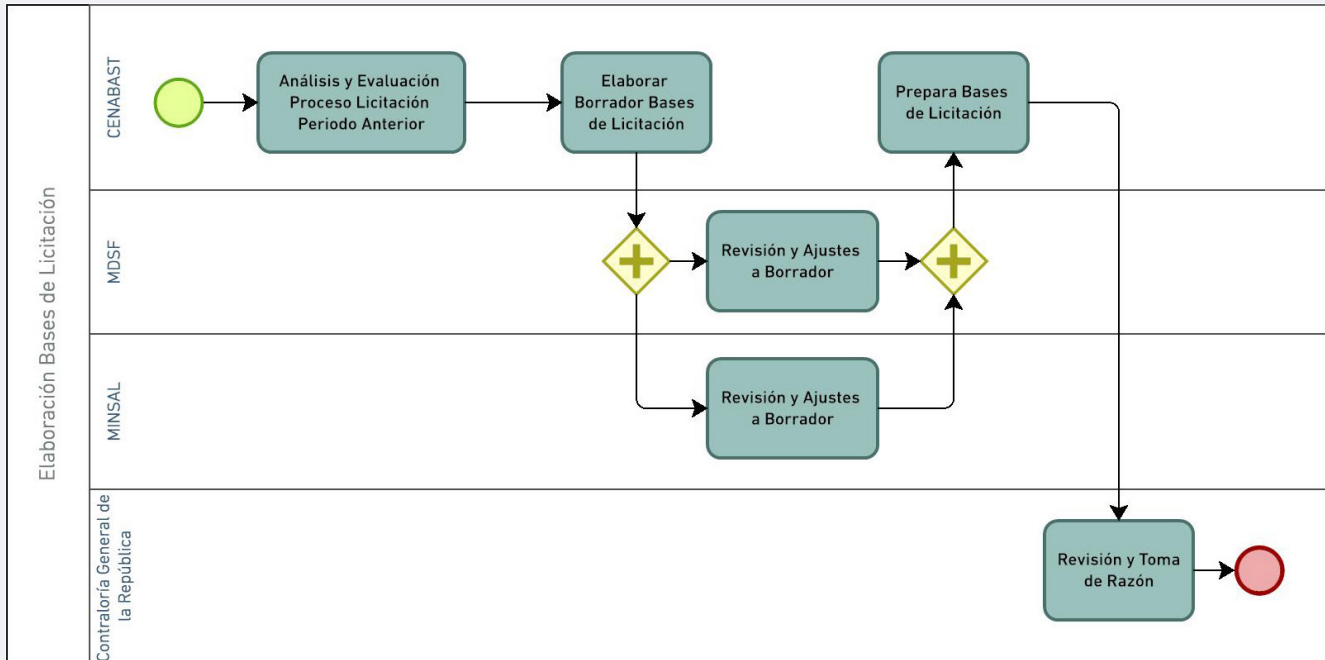 Elaboración Bases de Licitación
CENABAST
Análisis y Evaluación
Proceso Licitación
Periodo Anterior
Elaborar
Borrador Bases
de Licitación
Prepara Bases
de Licitación
MDSF
Revisión y Ajustes
a Borrador
MINSAL
Revisión y Ajustes
a Borrador
Contraloría General de
la República
Revisión y Toma
de Razón